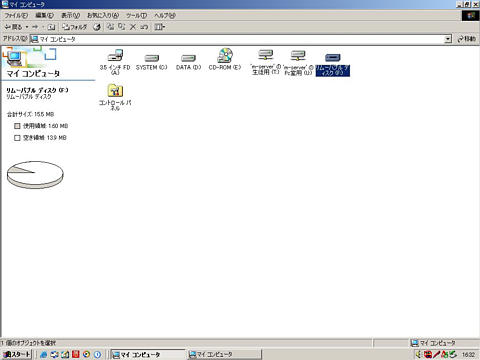 マイ コンピュータ
ファイル(F) 編集(E) 表示(V) お気に入り(A) ツール(T) ヘルプ(H)
戻る フォルダ
アドレス(D) マイ コンピュータ 移動
マイ コンピュータ
リムーバブル ディスク (F:)
リムーバブル ディスク
合計サイズ: 15.5 MB
使用領域: 1.60 MB
空き領域: 13.9 MB
3.5 インチ FD (A:)
SYSTEM (C:)
DATA (D:)
CD-ROM (E:)
'm-server' の 生活用 (T:)
'm-server' の (U:)
リムーバブル ディスク (F:)
コントロール パネル
1 個のオブジェクトを選択
マイ コンピュータ
スタート
マイ コンピュータ
マイ コンピュータ
16:32